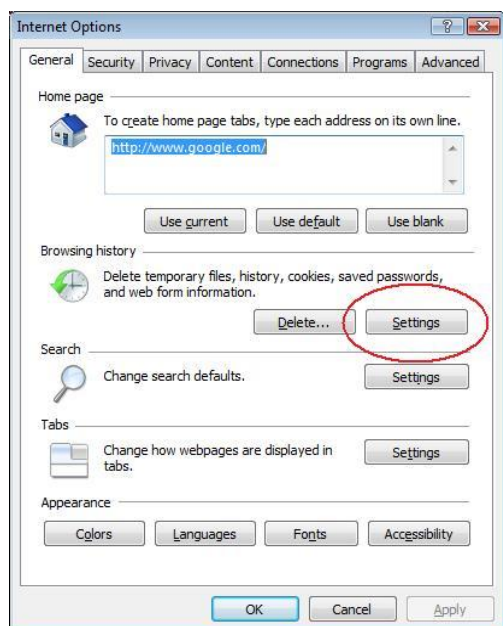 Internet Options
General Security Privacy Content Connections Programs Advanced
Home page
To create home page tabs, type each address on its own line.
http://www.google.com/
Use current Use default Use blank
Browsing history
Delete temporary files, history, cookies, saved passwords,
and web form information.
Delete... Settings
Search
Change search defaults. Settings
Tabs
Change how webpages are displayed in Settings
tabs.
Appearance
Colors Languages Fonts Accessibility
OK Cancel Apply